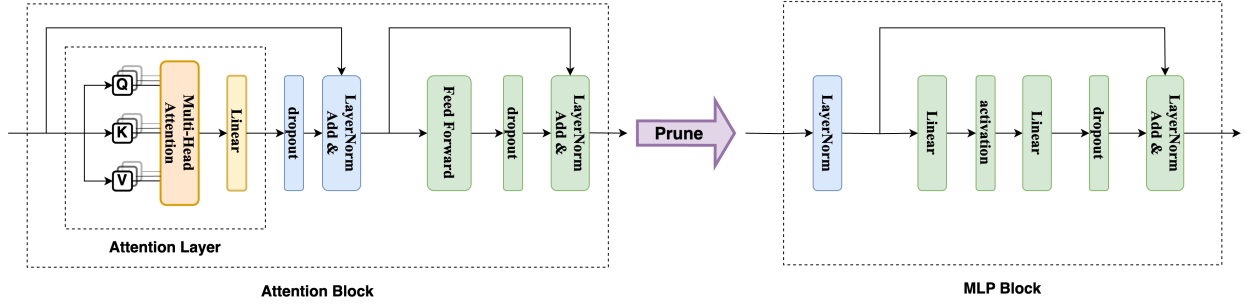 Q
K
V
Multi-Head
Attention
Linear
dropout
Add &
LayerNorm
Feed Forward
dropout
Add &
LayerNorm
Attention Layer
Attention Block
Prune
LayerNorm
Linear
activation
Linear
dropout
Add &
LayerNorm
MLP Block